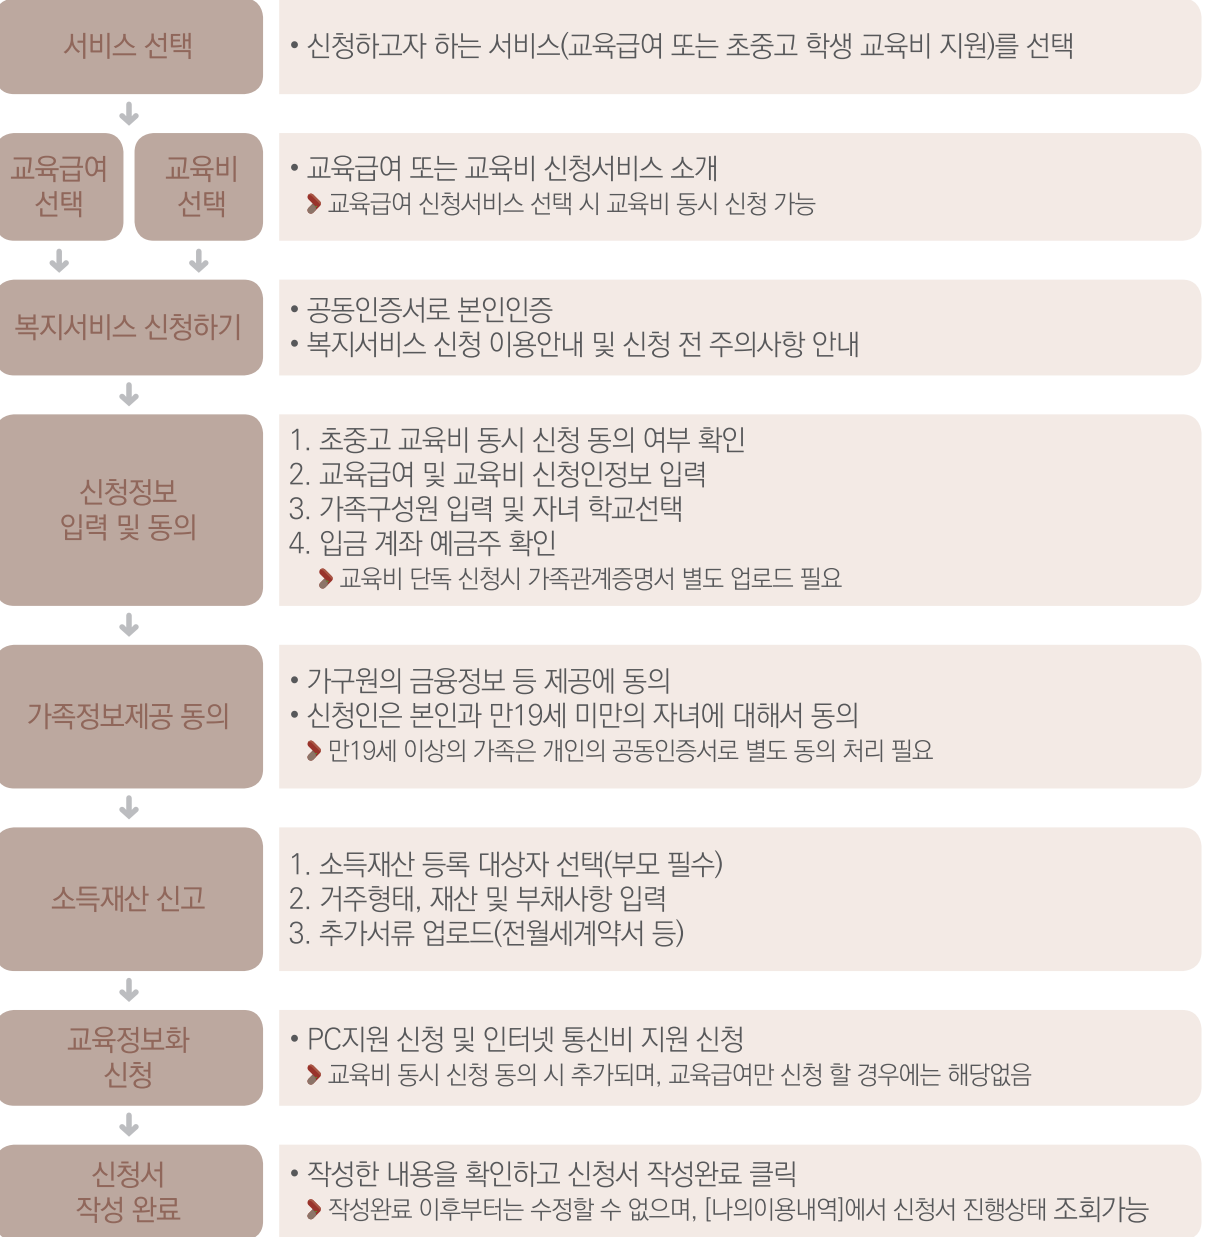 서비스 선택
• 신청하고자 하는 서비스(교육급여 또는 초중고 학생 교육비 지원)를 선택
교육급여
선택
교육비
선택
• 교육급여 또는 교육비 신청서비스 소개
교육급여 신청서비스 선택 시 교육비 동시 신청 가능
복지서비스 신청하기
• 공동인증서로 본인인증
• 복지서비스 신청 이용안내 및 신청 전 주의사항 안내
신청정보
입력 및 동의
1. 초중고 교육비 동시 신청 동의 여부 확인
2. 교육급여 및 교육비 신청인정보 입력
3. 가족구성원 입력 및 자녀 학교선택
4. 입금 계좌 예금주 확인
교육비 단독 신청시 가족관계증명서 별도 업로드 필요
가족정보제공 동의
• 가구원의 금융정보 등 제공에 동의
• 신청인은 본인과 만19세 미만의 자녀에 대해서 동의
만19세 이상의 가족은 개인의 공동인증서로 별도 동의 처리 필요
소득재산 신고
1. 소득재산 등록 대상자 선택(부모 필수)
2. 거주형태, 재산 및 부채사항 입력
3. 추가서류 업로드(전월세계약서 등)
교육정보화
신청
• PC지원 신청 및 인터넷 통신비 지원 신청
교육비 동시 신청 동의 시 추가되며, 교육급여만 신청 할 경우에는 해당없음
신청서
작성 완료
• 작성한 내용을 확인하고 신청서 작성완료 클릭
작성완료 이후부터는 수정할 수 없으며, [나의이용내역]에서 신청서 진행상태 조회가능